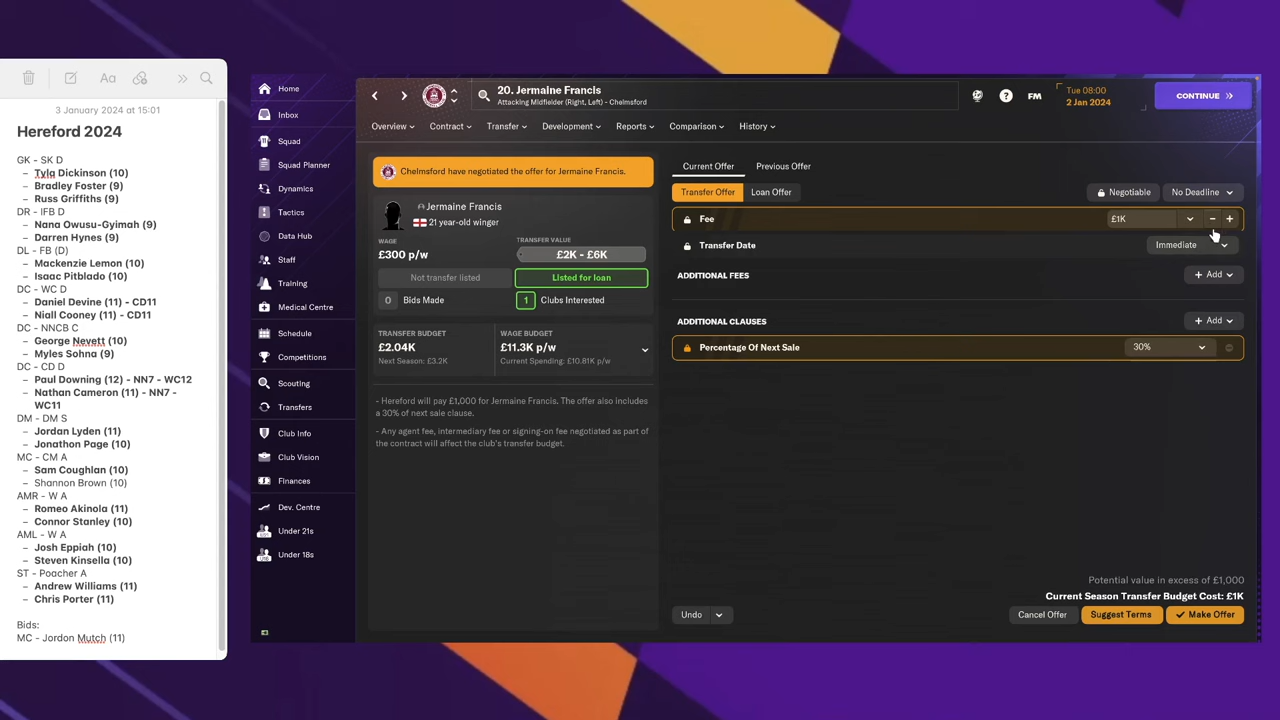 3 January 2024 at 15:01
Hereford 2024
GK - SK D
– Tyla Dickinson (10)
– Bradley Foster (9)
– Russ Griffiths (9)
DR - IFB D
– Nana Owusu-Gyimah (9)
– Darren Hynes (9)
DL - FB (D)
– Mackenzie Lemon (10)
– Isaac Pitblado (10)
DC - WC D
– Daniel Devine (11) - CD11
– Niall Cooney (11) - CD11
DC - NNCB C
– George Nevett (10)
– Myles Sohna (9)
DC - CD D
– Paul Downing (12) - NN7 - WC12
– Nathan Cameron (11) - NN7 -
WC11
DM - DM S
– Jordan Lyden (11)
– Jonathon Page (10)
MC - CM A
– Sam Coughlan (10)
– Shannon Brown (10)
AMR - W A
– Romeo Akinola (11)
– Connor Stanley (10)
AML - W A
– Josh Eppiah (10)
– Steven Kinsella (10)
ST - Poacher A
– Andrew Williams (11)
– Chris Porter (11)
Bids:
MC - Jordon Mutch (11)
Aa
Home
Inbox
Squad
Squad Planner
Dynamics
Tactics
Data Hub
Staff
Training
Medical Centre
Schedule
Competitions
Scouting
Transfers
Club Info
Club Vision
Finances
Dev. Centre
Under 21s
Under 18s
20. Jermaine Francis
Attacking Midfielder (Right, Left) - Chelmsford
FM
Tue 08:00
2 Jan 2024
CONTINUE
Overview
Contract
Transfer
Development
Reports
Comparison
History
Chelmsford have negotiated the offer for Jermaine Francis.
Jermaine Francis
21 year-old winger
WAGE
£300 p/w
TRANSFER VALUE
£2K - £6K
Not transfer listed
Listed for loan
0 Bids Made
1 Clubs Interested
TRANSFER BUDGET
£2.04K
Next Season: £3.2K
WAGE BUDGET
£11.3K p/w
Current Spending: £10.81K p/w
- Hereford will pay £1,000 for Jermaine Francis. The offer also includes
a 30% of next sale clause.
- Any agent fee, intermediary fee or signing-on fee negotiated as part of
the contract will affect the club's transfer budget.
Current Offer
Previous Offer
Transfer Offer
Loan Offer
Negotiable
No Deadline
Fee
£1K
Transfer Date
Immediate
ADDITIONAL FEES
+ Add
ADDITIONAL CLAUSES
+ Add
Percentage Of Next Sale
30%
Potential value in excess of £1,000
Current Season Transfer Budget Cost: £1K
Undo
Cancel Offer
Suggest Terms
Make Offer